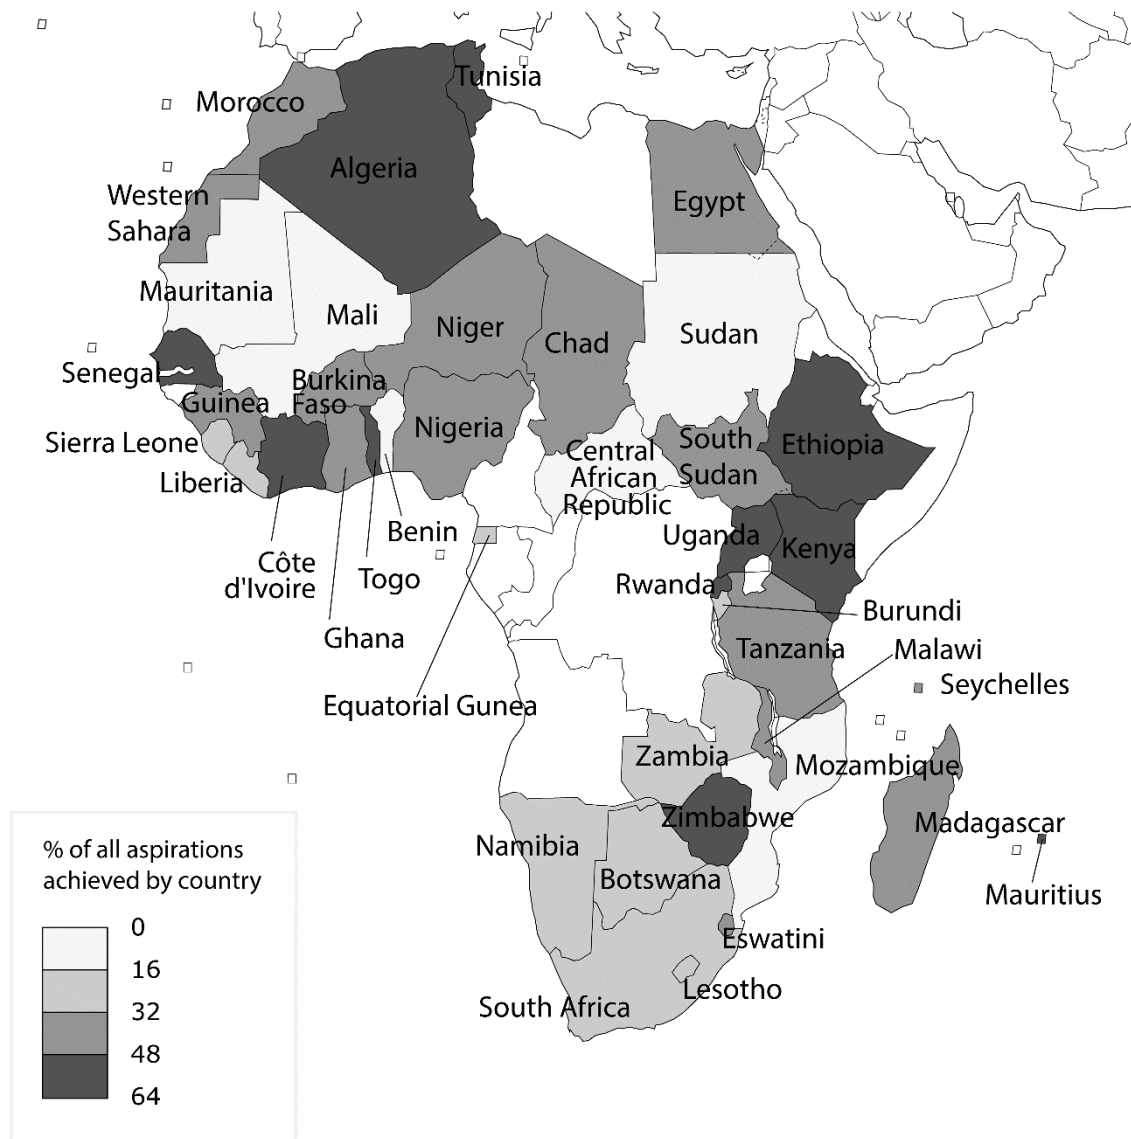 Tunisia
Morocco
Algeria
Western
Sahara
Egypt
Mauritania
Mali
Niger
Chad
Sudan
Senegal
Burkina
Faso
Guinea
Nigeria
Sierra Leone
Liberia
South
Sudan
Ethiopia
Central
African
Republic
Benin
Uganda
Kenya
Côte
d'Ivoire
Togo
Rwanda
Burundi
Ghana
Tanzania
Malawi
Seychelles
Equatorial Gunea
Zambia
Mozambique
Zimbabwe
Madagascar
Namibia
Botswana
Mauritius
Eswatini
Lesotho
South Africa
% of all aspirations
achieved by country
0
16
32
48
64